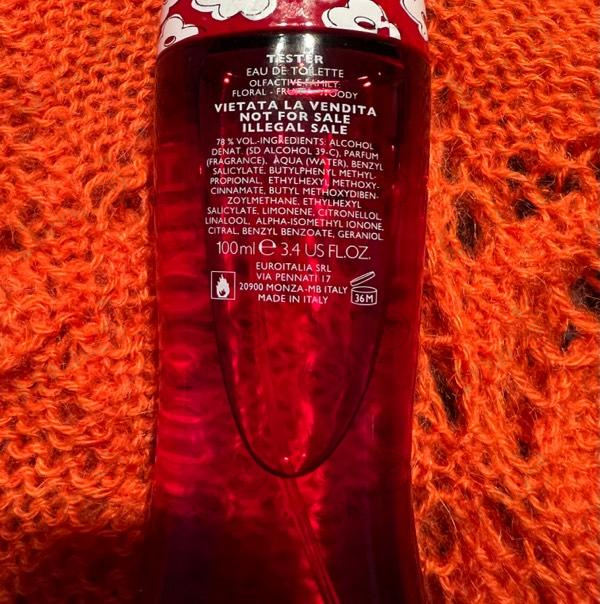 TESTER
EAU DE TOILETTE
OLFACTIVE FAMILY:
FLORAL - FRUITY - WOODY
VIETATA LA VENDITA
NOT FOR SALE
ILLEGAL SALE
78 % VOL.-INGREDIENTS: ALCOHOL
DENAT. (SD ALCOHOL 39-C), PARFUM
(FRAGRANCE), AQUA (WATER), BENZYL
SALICYLATE, BUTYLPHENYL METHYL-
PROPIONAL, ETHYLHEXYL METHOXY-
CINNAMATE, BUTYL METHOXYDIBEN-
ZOYLMETHANE, ETHYLHEXYL
SALICYLATE, LIMONENE, CITRONELLOL,
LINALOOL, ALPHA-ISOMETHYL IONONE,
CITRAL, BENZYL BENZOATE, GERANIOL.
100ml ℮ 3.4 US FL.OZ.
EUROITALIA SRL
VIA PENNATI 17
20900 MONZA-MB ITALY
MADE IN ITALY
36M